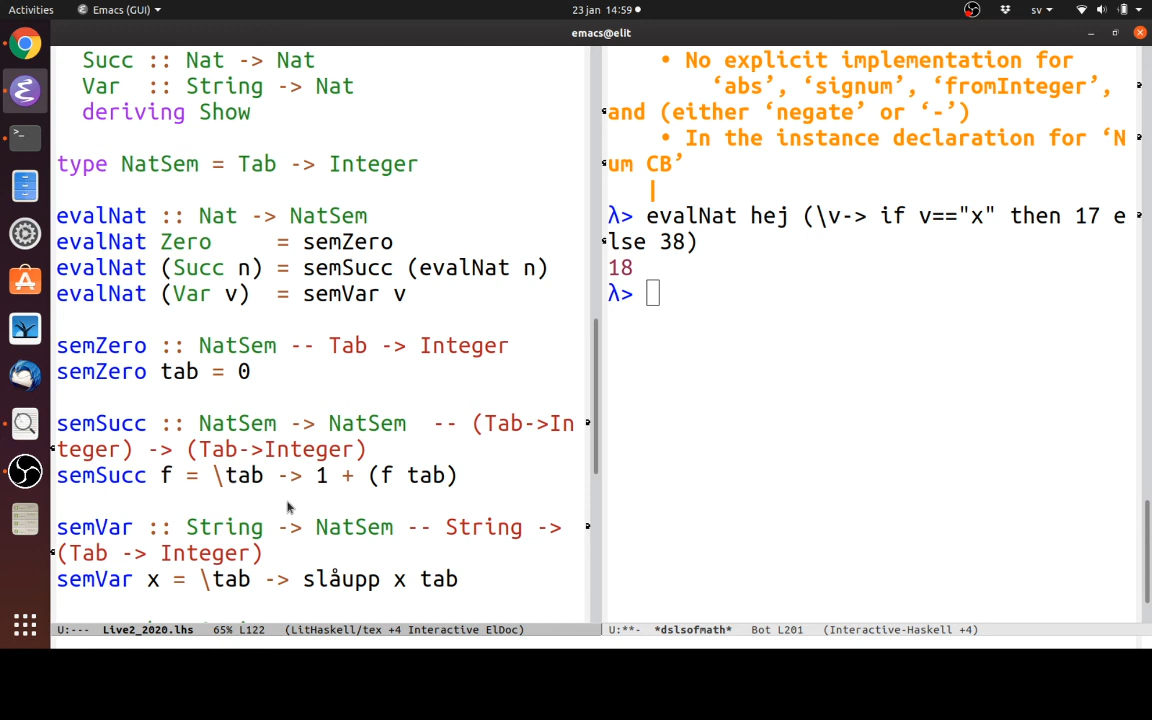 Activities Emacs (GUI) 23 jan 14:59 sv
emacs@elit
Succ :: Nat -> Nat
Var :: String -> Nat
deriving Show
type NatSem = Tab -> Integer
evalNat :: Nat -> NatSem
evalNat Zero = semZero
evalNat (Succ n) = semSucc (evalNat n)
evalNat (Var v) = semVar v
semZero :: NatSem -- Tab -> Integer
semZero tab = 0
semSucc :: NatSem -> NatSem -- (Tab->In
teger) -> (Tab->Integer)
semSucc f = \tab -> 1 + (f tab)
semVar :: String -> NatSem -- String ->
(Tab -> Integer)
semVar x = \tab -> slåupp x tab
U:--- Live2_2020.lhs 65% L122 (LitHaskell/tex +4 Interactive ElDoc)
• No explicit implementation for
‘abs’, ‘signum’, ‘fromInteger’,
and (either ‘negate’ or ‘-’)
• In the instance declaration for ‘N
um CB’
|
λ> evalNat hej (\v-> if v=="x" then 17 e
lse 38)
18
λ>
U:**- *dslsofmath* Bot L201 (Interactive-Haskell +4)